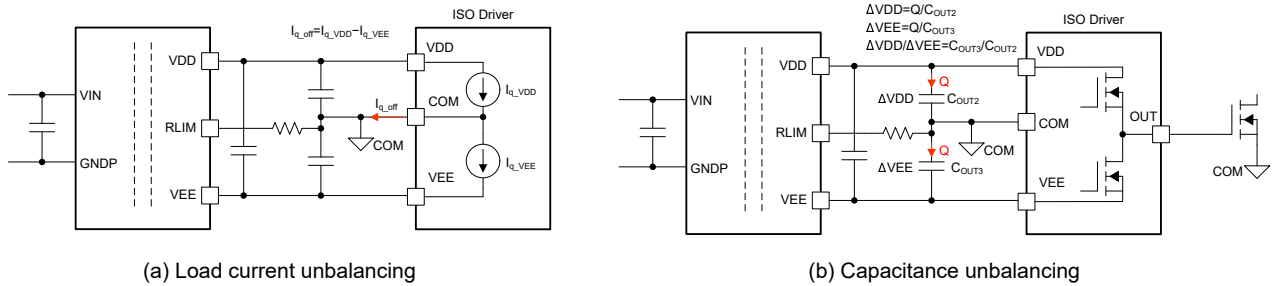 ISO Driver
I_q_off=I_q_VDD−I_q_VEE
VDD
VDD
I_q_VDD
VIN
COM
I_q_off
RLIM
COM
I_q_VEE
GNDP
VEE
VEE
(a) Load current unbalancing
ΔVDD=Q/C_OUT2
ΔVEE=Q/C_OUT3
ΔVDD/ΔVEE=C_OUT3/C_OUT2
ISO Driver
VDD
VDD
Q
VIN
ΔVDD
C_OUT2
OUT
RLIM
COM
COM
Q
GNDP
ΔVEE
C_OUT3
COM
VEE
VEE
(b) Capacitance unbalancing